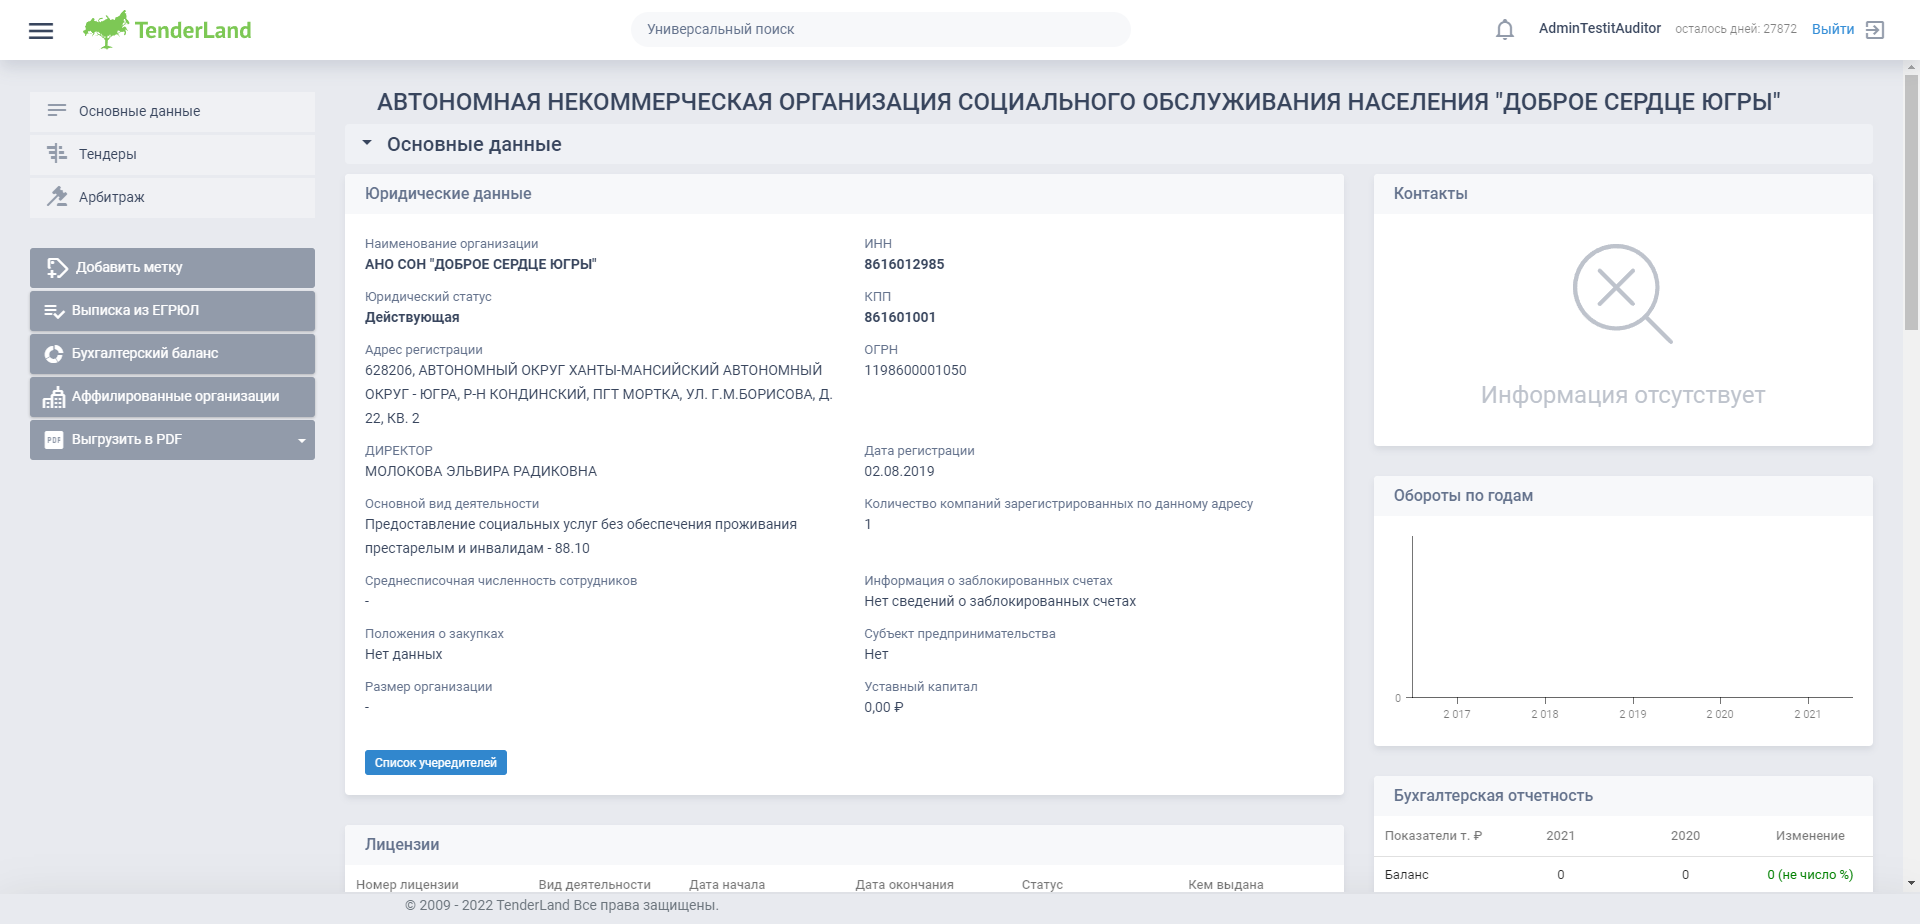 TenderLand
Универсальный поиск
AdminTestitAuditor
осталось дней: 27872
Выйти
Основные данные
Тендеры
Арбитраж
Добавить метку
Выписка из ЕГРЮЛ
Бухгалтерский баланс
Аффилированные организации
PDF
Выгрузить в PDF
АВТОНОМНАЯ НЕКОММЕРЧЕСКАЯ ОРГАНИЗАЦИЯ СОЦИАЛЬНОГО ОБСЛУЖИВАНИЯ НАСЕЛЕНИЯ "ДОБРОЕ СЕРДЦЕ ЮГРЫ"
Основные данные
Юридические данные
Наименование организации
АНО СОН "ДОБРОЕ СЕРДЦЕ ЮГРЫ"
ИНН
8616012985
Юридический статус
Действующая
КПП
861601001
Адрес регистрации
628206, АВТОНОМНЫЙ ОКРУГ ХАНТЫ-МАНСИЙСКИЙ АВТОНОМНЫЙ
ОКРУГ - ЮГРА, Р-Н КОНДИНСКИЙ, ПГТ МОРТКА, УЛ. Г.М.БОРИСОВА, Д.
22, КВ. 2
ОГРН
1198600001050
ДИРЕКТОР
МОЛОКОВА ЭЛЬВИРА РАДИКОВНА
Дата регистрации
02.08.2019
Основной вид деятельности
Предоставление социальных услуг без обеспечения проживания
престарелым и инвалидам - 88.10
Количество компаний зарегистрированных по данному адресу
1
Среднесписочная численность сотрудников
-
Информация о заблокированных счетах
Нет сведений о заблокированных счетах
Положения о закупках
Нет данных
Субъект предпринимательства
Нет
Размер организации
-
Уставный капитал
0,00 ₽
Список учередителей
Лицензии
Номер лицензии Вид деятельности Дата начала Дата окончания Статус Кем выдана
Контакты
Информация отсутствует
Обороты по годам
0
2 017 2 018 2 019 2 020 2 021
Бухгалтерская отчетность
Показатели т. ₽ 2021 2020 Изменение
Баланс 0 0 0 (не число %)
© 2009 - 2022 TenderLand Все права защищены.